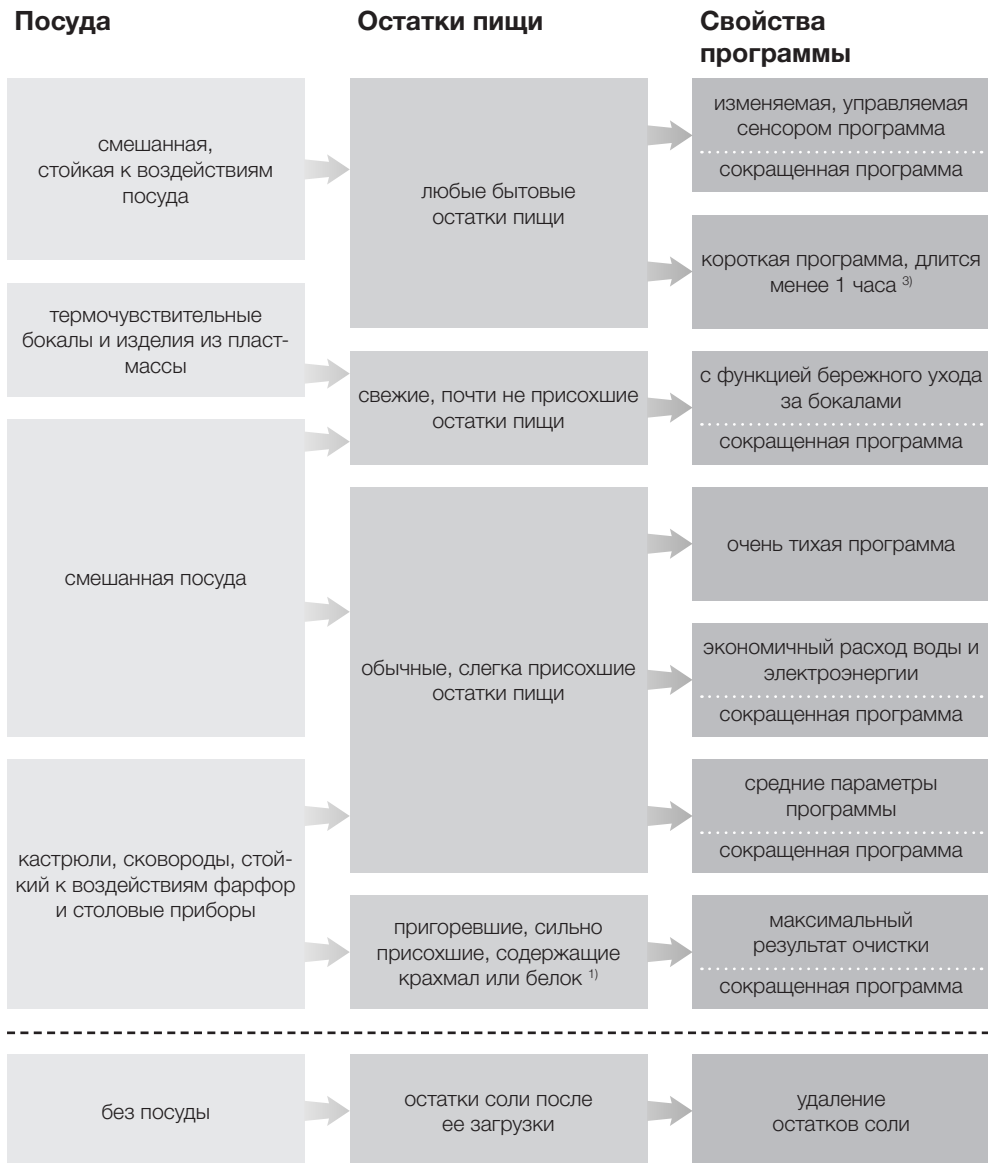 Посуда
Остатки пищи
Свойства
программы
смешанная,
стойкая к воздействиям
посуда
любые бытовые
остатки пищи
изменяемая, управляемая
сенсором программа
сокращенная программа
короткая программа, длится
менее 1 часа 3)
термочувствительные
бокалы и изделия из пласт-
массы
свежие, почти не присохшие
остатки пищи
с функцией бережного ухода
за бокалами
сокращенная программа
смешанная посуда
обычные, слегка присохшие
остатки пищи
очень тихая программа
экономичный расход воды и
электроэнергии
сокращенная программа
средние параметры
программы
сокращенная программа
кастрюли, сковороды, стой-
кий к воздействиям фарфор
и столовые приборы
пригоревшие, сильно
присохшие, содержащие
крахмал или белок 1)
максимальный
результат очистки
сокращенная программа
без посуды
остатки соли после
ее загрузки
удаление
остатков соли